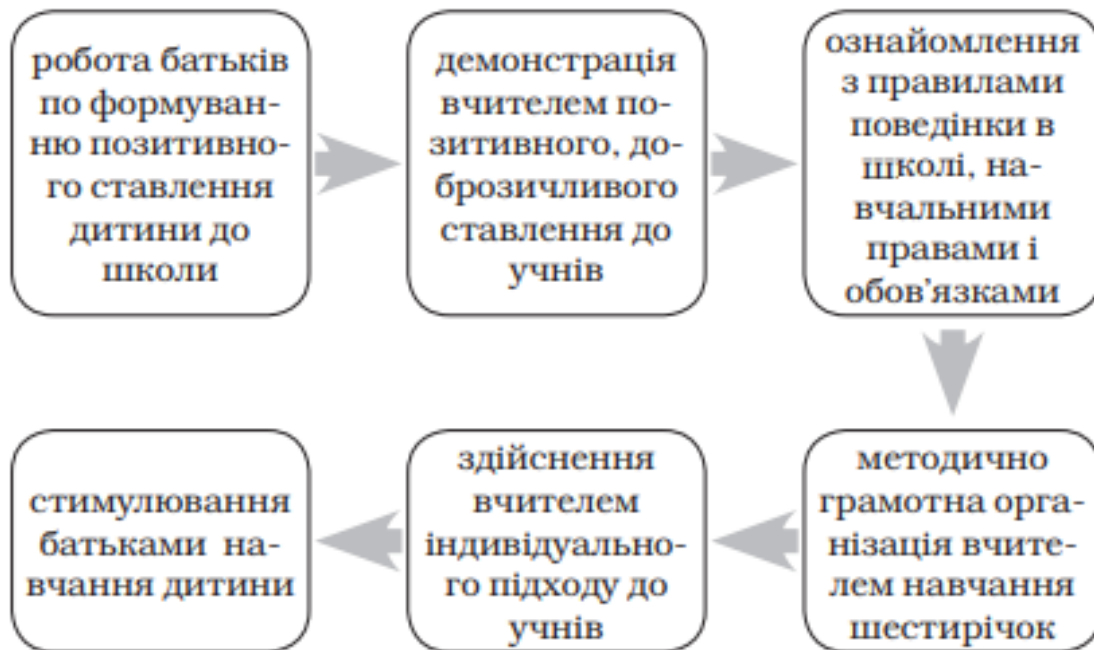 робота батьків
по формуван-
ню позитивно-
го ставлення
дитини до
школи
демонстрація
вчителем по-
зитивного, до-
брозичливого
ставлення до
учнів
ознайомлення
з правилами
поведінки в
школі, на-
вчальними
правами і
обов’язками
методично
грамотна орга-
нізація вчите-
лем навчання
шестирічок
здійснення
вчителем
індивідуально-
го підходу до
учнів
стимулювання
батьками на-
вчання дитини